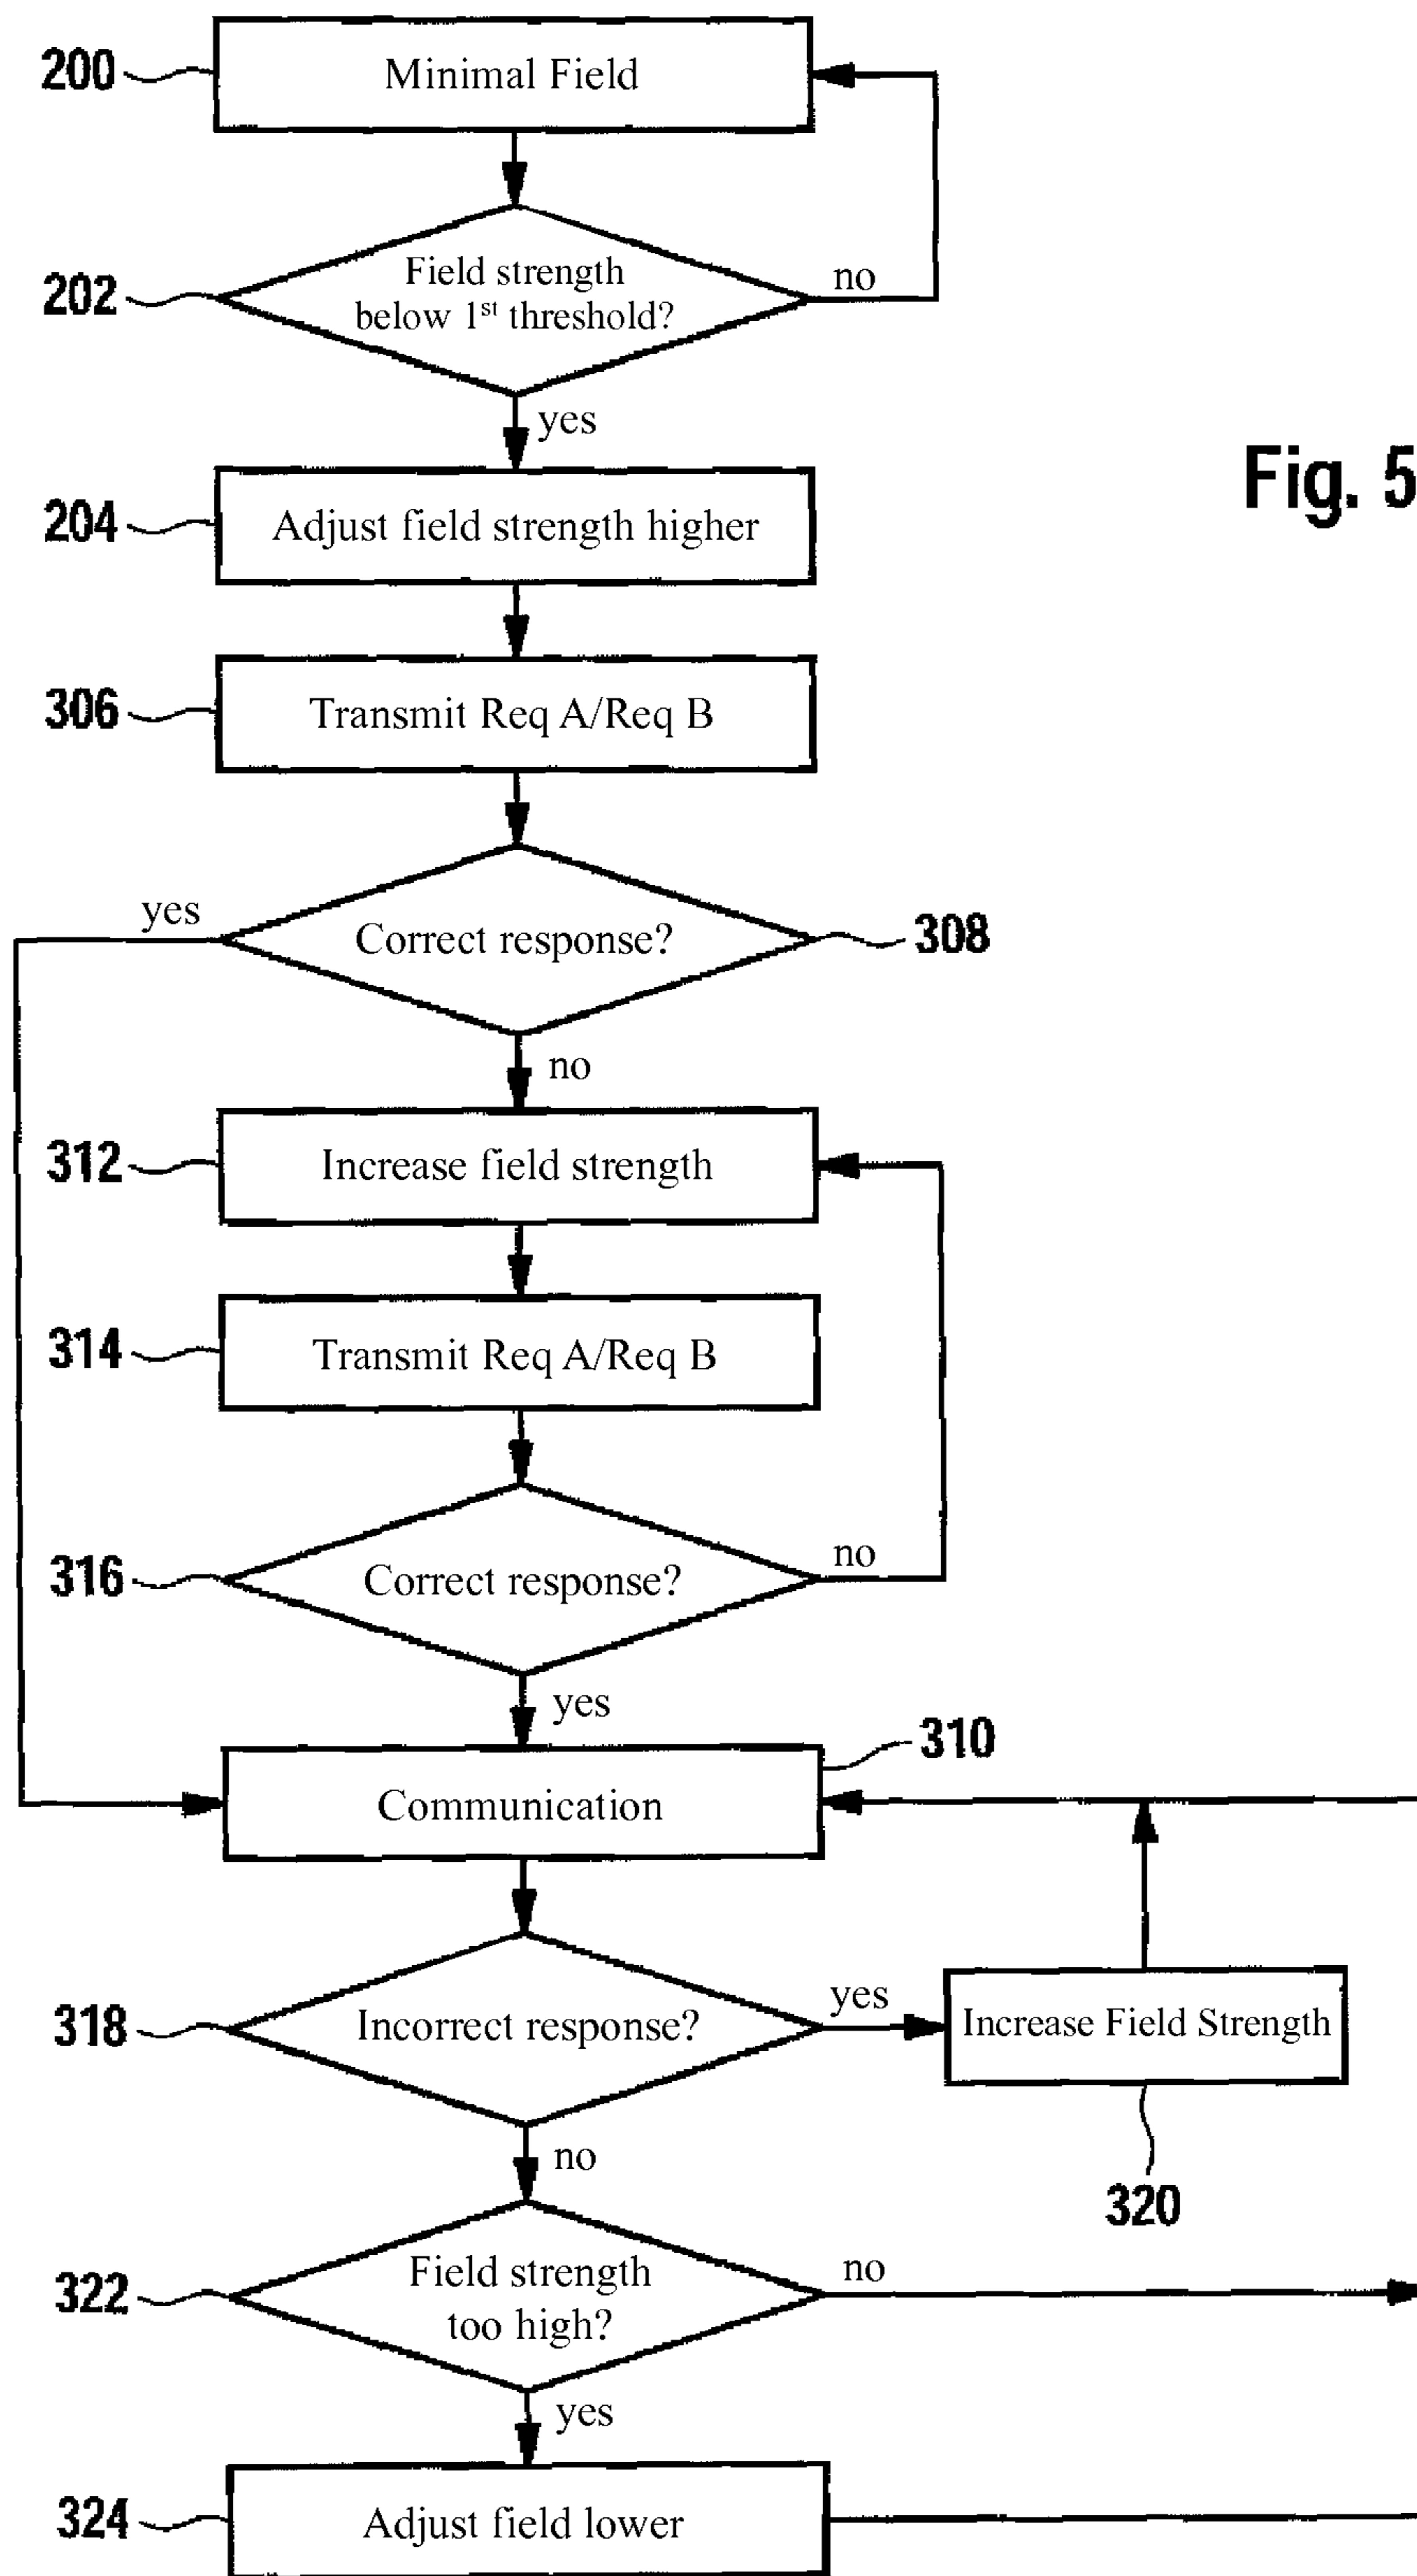 200
Minimal Field
202
Field strength
below 1st threshold?
no
yes
Fig. 5
204
Adjust field strength higher
306
Transmit Req A/Req B
yes
Correct response?
308
no
312
Increase field strength
314
Transmit Req A/Req B
316
Correct response?
no
yes
310
Communication
318
Incorrect response?
yes
Increase Field Strength
no
320
322
Field strength
too high?
no
yes
324
Adjust field lower